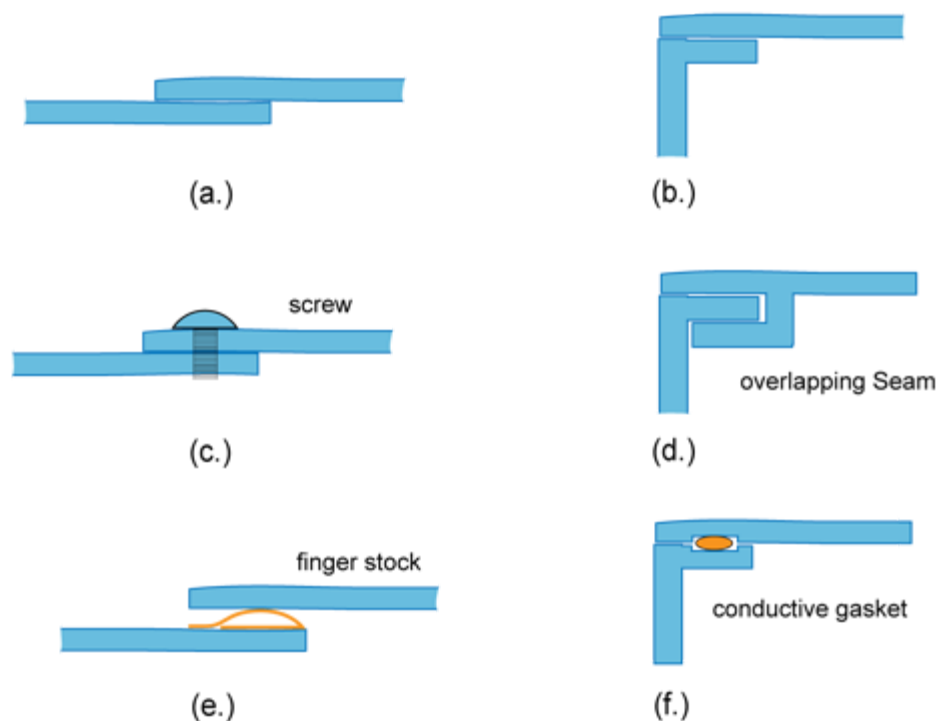 (a.)
(b.)
screw
(c.)
overlapping Seam
(d.)
finger stock
(e.)
conductive gasket
(f.)